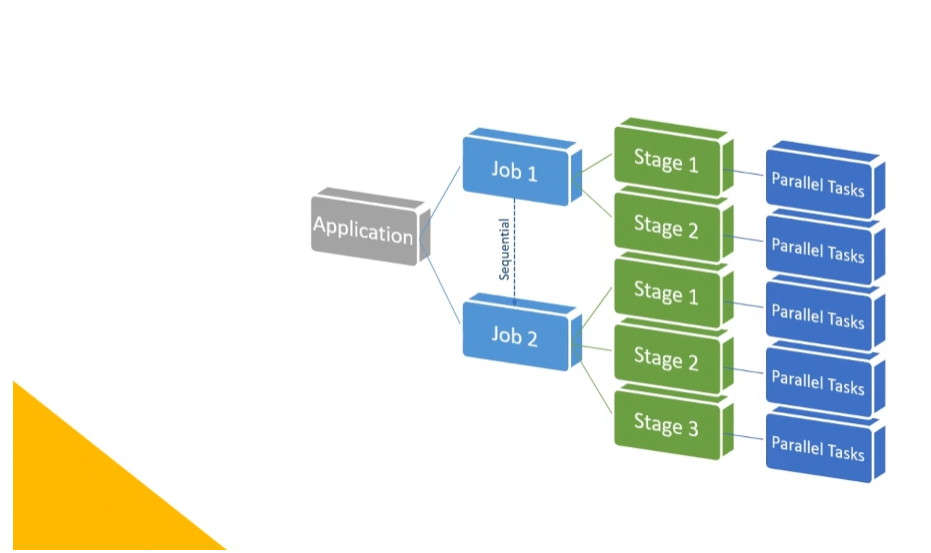 Application
Job 1
Sequential
Job 2
Stage 1
Stage 2
Stage 1
Stage 2
Stage 3
Parallel Tasks
Parallel Tasks
Parallel Tasks
Parallel Tasks
Parallel Tasks